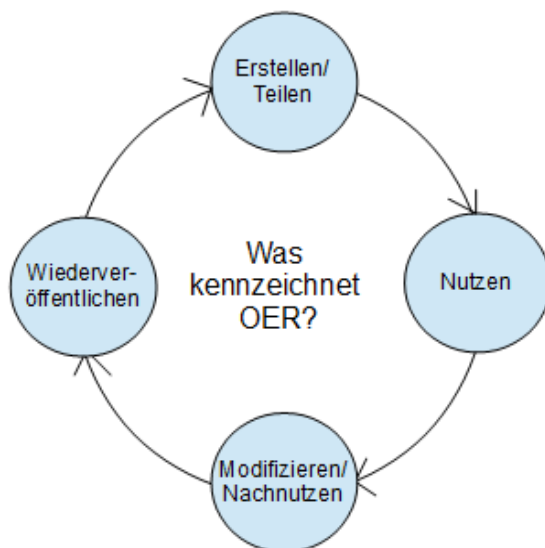 Erstellen/
Teilen
Wiederver-
öffentlichen
Was
kennzeichnet
OER?
Nutzen
Modifizieren/
Nachnutzen